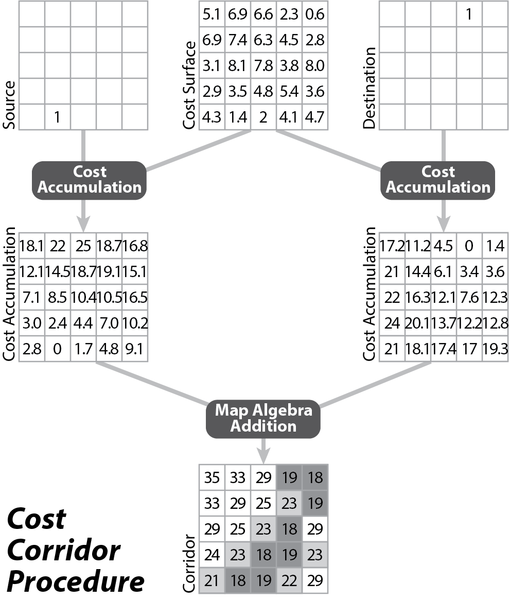 Source
1
Cost Surface
5.1 6.9 6.6 2.3 0.6
6.9 7.4 6.3 4.5 2.8
3.1 8.1 7.8 3.8 8.0
2.9 3.5 4.8 5.4 3.6
4.3 1.4 2 4.1 4.7
Destination
1
Cost
Accumulation
Cost
Accumulation
Cost Accumulation
18.1 22 25 18.7 16.8
12.1 14.5 18.7 19.1 15.1
7.1 8.5 10.4 10.5 16.5
3.0 2.4 4.4 7.0 10.2
2.8 0 1.7 4.8 9.1
Cost Accumulation
17.2 11.2 4.5 0 1.4
21 14.4 6.1 3.4 3.6
22 16.3 12.1 7.6 12.3
24 20.1 13.7 12.2 12.8
21 18.1 17.4 17 19.3
Map Algebra
Addition
Corridor
35 33 29 19 18
33 29 25 23 19
29 25 23 18 29
24 23 18 19 23
21 18 19 22 29
Cost
Corridor
Procedure